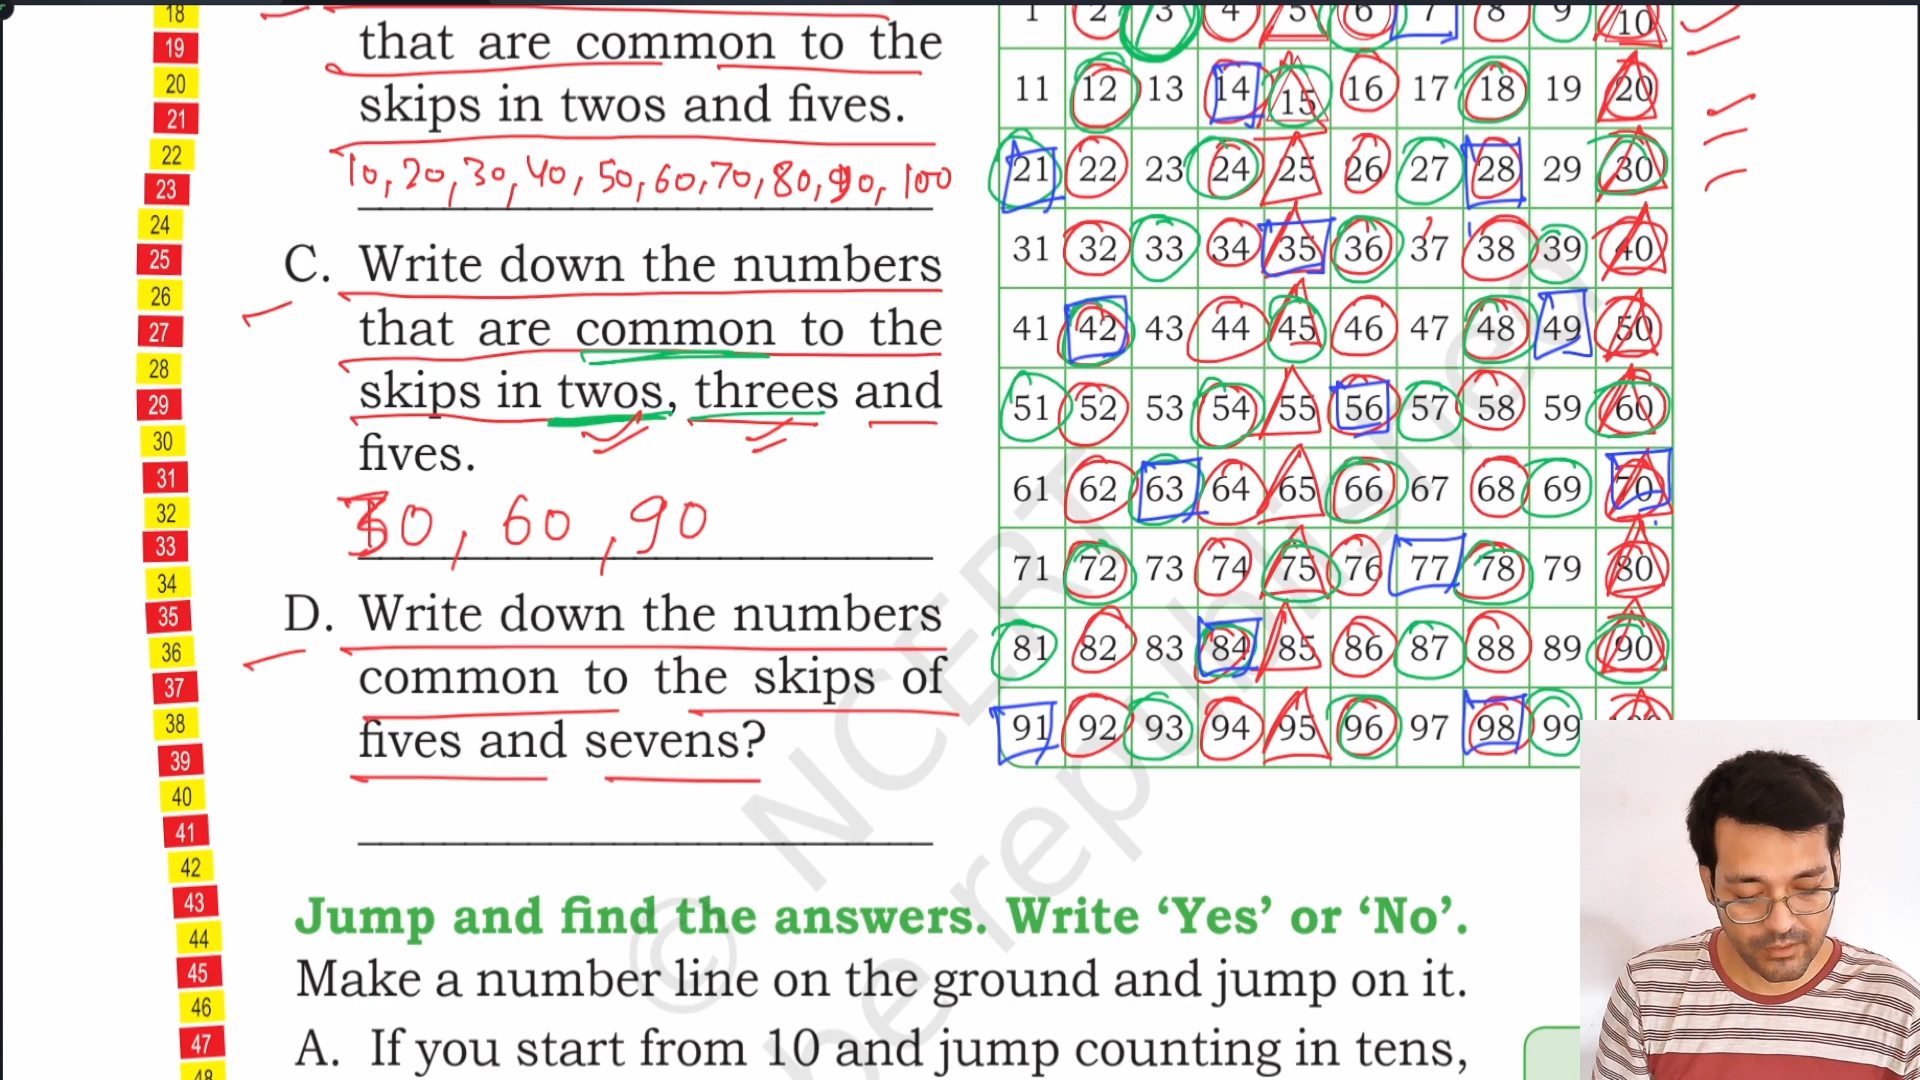 18
19
20
21
22
23
24
25
26
27
28
29
30
31
32
33
34
35
36
37
38
39
40
41
42
43
44
45
46
47
48
that are common to the
skips in twos and fives.
10, 20, 30, 40, 50, 60, 70, 80, 90, 100
C. Write down the numbers
that are common to the
skips in twos, threes and
fives.
30, 60, 90
D. Write down the numbers
common to the skips of
fives and sevens?
1 2 3 4 5 6 7 8 9 10
11 12 13 14 15 16 17 18 19 20
21 22 23 24 25 26 27 28 29 30
31 32 33 34 35 36 37 38 39 40
41 42 43 44 45 46 47 48 49 50
51 52 53 54 55 56 57 58 59 60
61 62 63 64 65 66 67 68 69 70
71 72 73 74 75 76 77 78 79 80
81 82 83 84 85 86 87 88 89 90
91 92 93 94 95 96 97 98 99
Jump and find the answers. Write ‘Yes’ or ‘No’.
Make a number line on the ground and jump on it.
A. If you start from 10 and jump counting in tens,
© NCERT
be republished